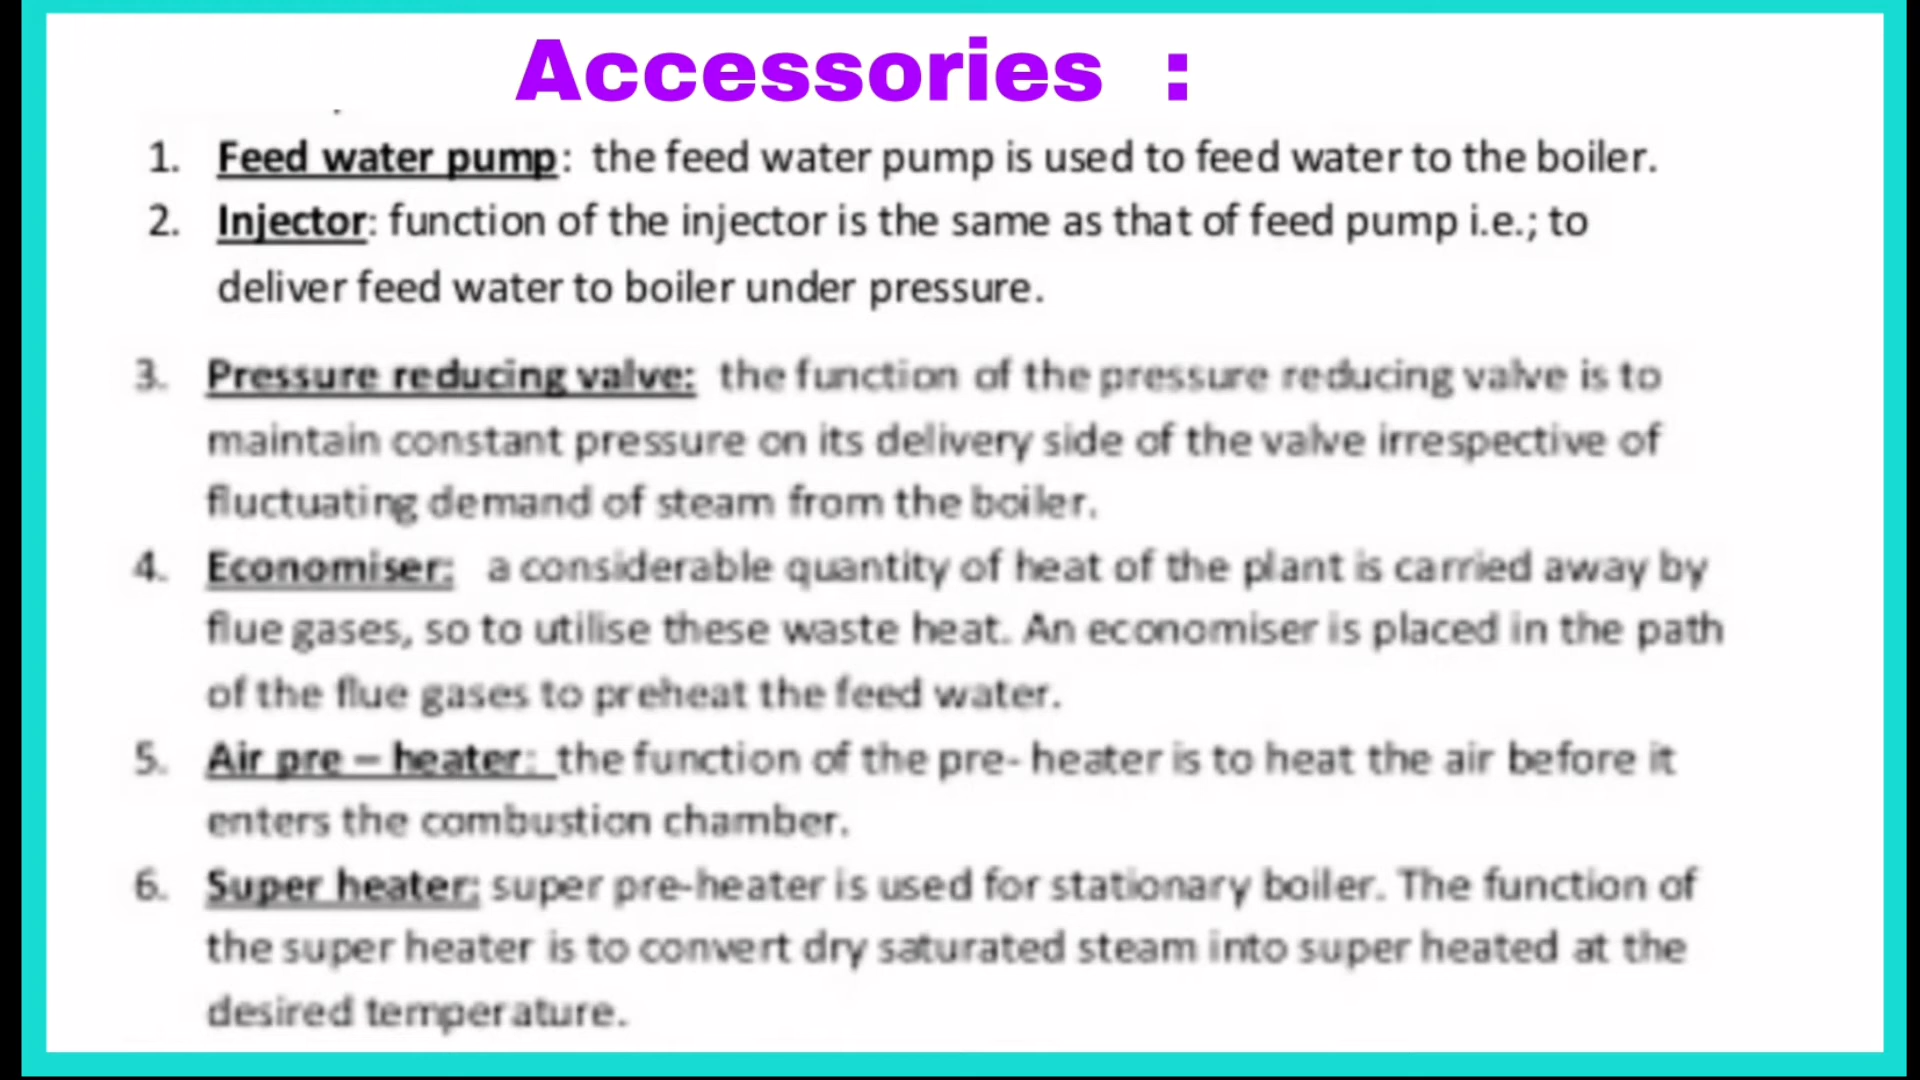 Accessories :
1. Feed water pump: the feed water pump is used to feed water to the boiler.
2. Injector: function of the injector is the same as that of feed pump i.e.; to
deliver feed water to boiler under pressure.
3. Pressure reducing valve: the function of the pressure reducing valve is to
maintain constant pressure on its delivery side of the valve irrespective of
fluctuating demand of steam from the boiler.
4. Economiser: a considerable quantity of heat of the plant is carried away by
flue gases, so to utilise these waste heat. An economiser is placed in the path
of the flue gases to preheat the feed water.
5. Air pre – heater: the function of the pre- heater is to heat the air before it
enters the combustion chamber.
6. Super heater: super pre-heater is used for stationary boiler. The function of
the super heater is to convert dry saturated steam into super heated at the
desired temperature.